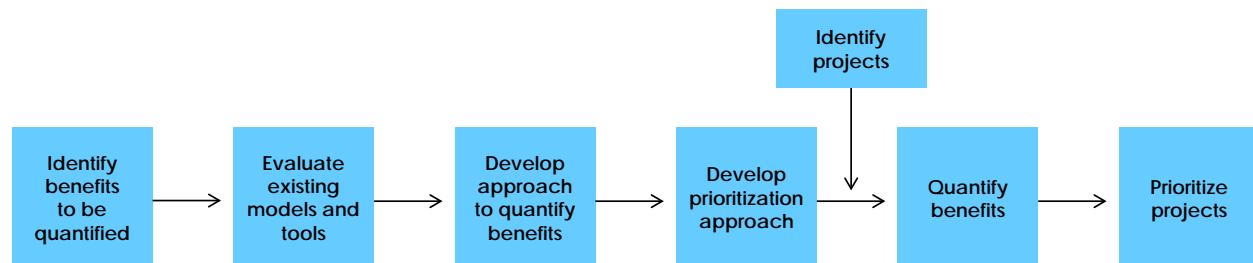 Identify
projects
Identify
benefits
to be
quantified
Evaluate
existing
models and
tools
Develop
approach
to quantify
benefits
Develop
prioritization
approach
Quantify
benefits
Prioritize
projects